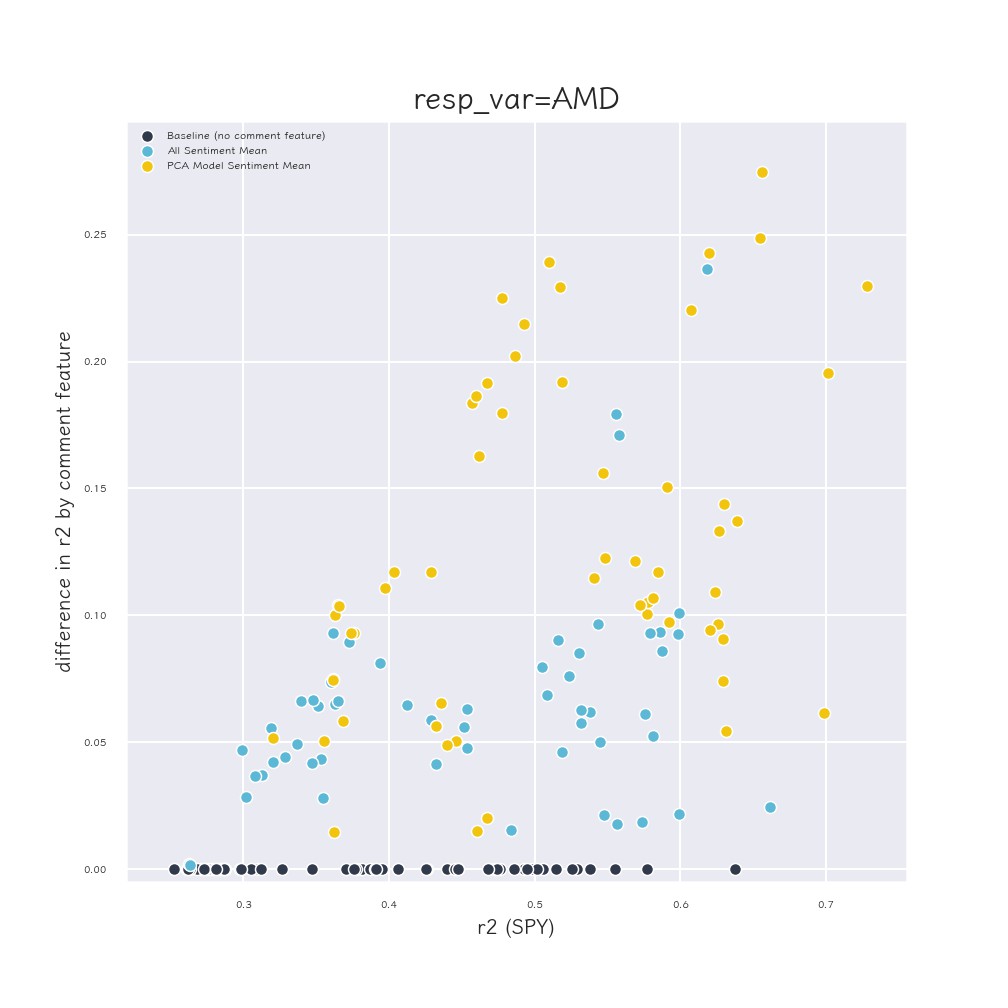 resp_var=AMD
Baseline (no comment feature)
All Sentiment Mean
PCA Model Sentiment Mean
difference in r2 by comment feature
0.25
0.20
0.15
0.10
0.05
0.00
0.3 0.4 0.5 0.6 0.7
r2 (SPY)